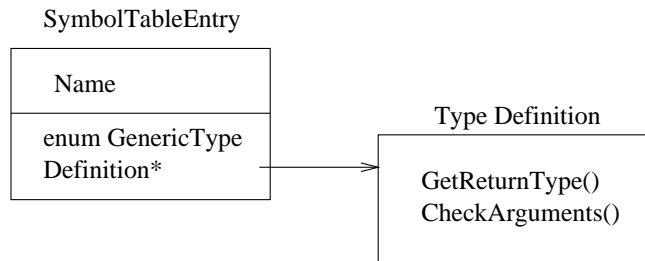 SymbolTableEntry
Name
enum GenericType
Definition*
Type Definition
GetReturnType()
CheckArguments()